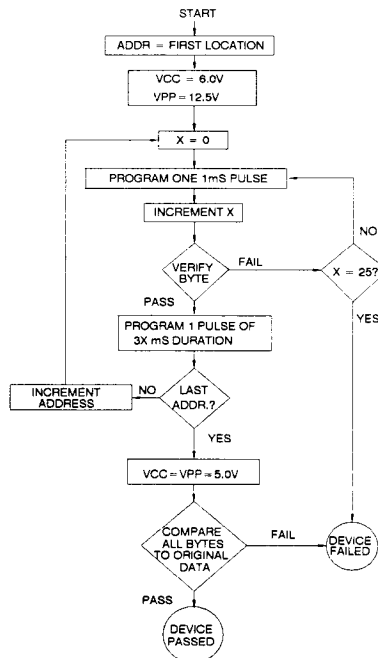 START
ADDR = FIRST LOCATION
VCC = 6.0V
VPP = 12.5V
X = 0
PROGRAM ONE 1mS PULSE
INCREMENT X
NO
VERIFY
BYTE
FAIL
X = 25?
PASS
YES
PROGRAM 1 PULSE OF
3X mS DURATION
INCREMENT
ADDRESS
NO
LAST
ADDR.?
YES
VCC = VPP = 5.0V
COMPARE
ALL BYTES
TO ORIGINAL
DATA
FAIL
DEVICE
FAILED
PASS
DEVICE
PASSED